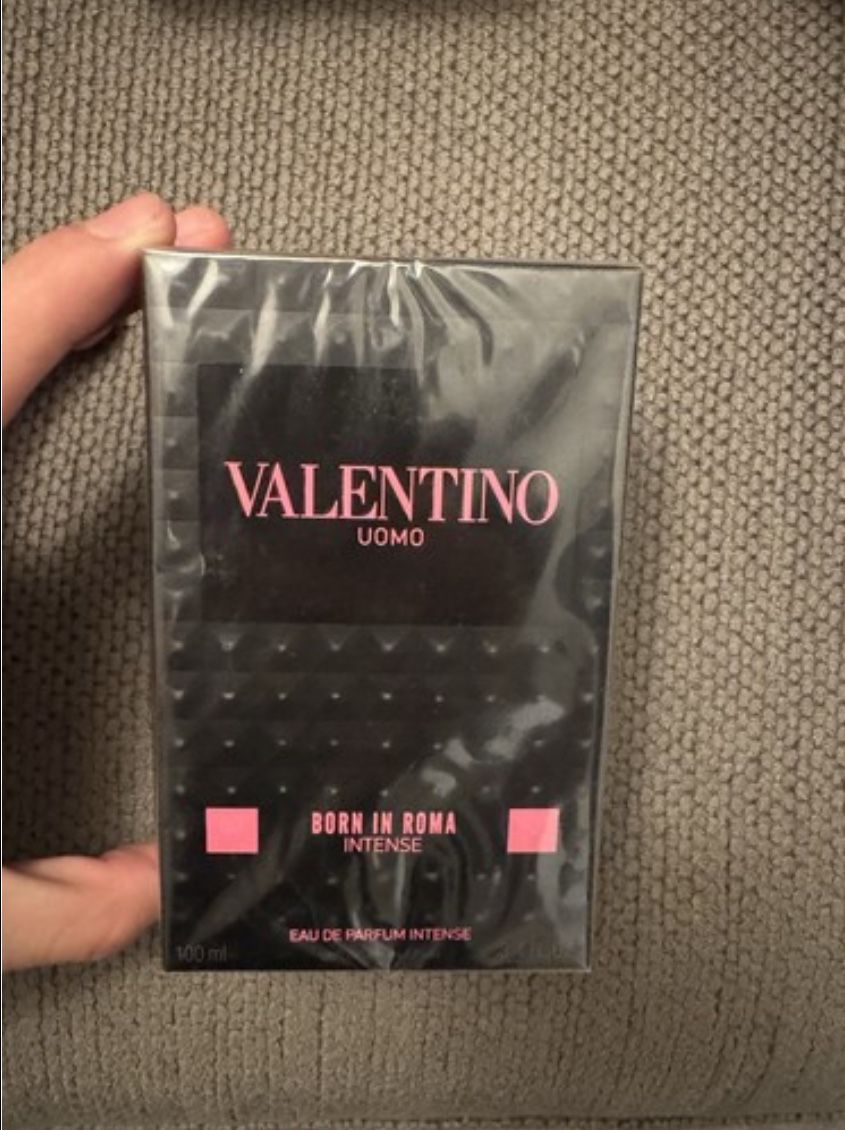 VALENTINO
UOMO
BORN IN ROMA
INTENSE
EAU DE PARFUM INTENSE
100 ml